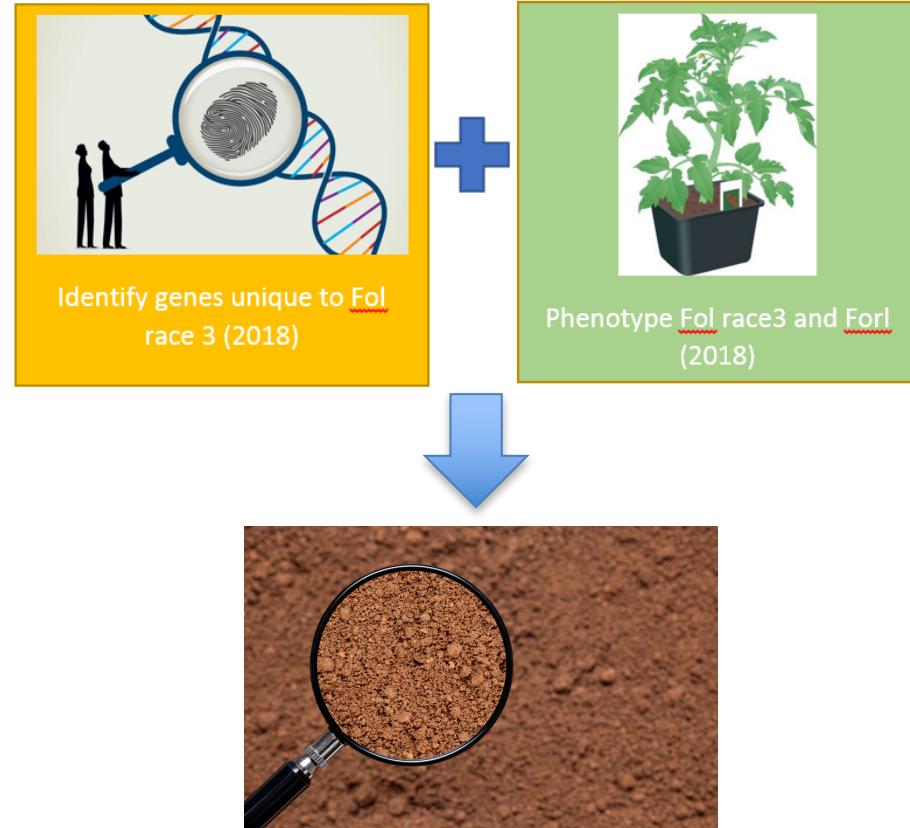 Identify genes unique to Fol
race 3 (2018)
Phenotype Fol race3 and Forl
(2018)